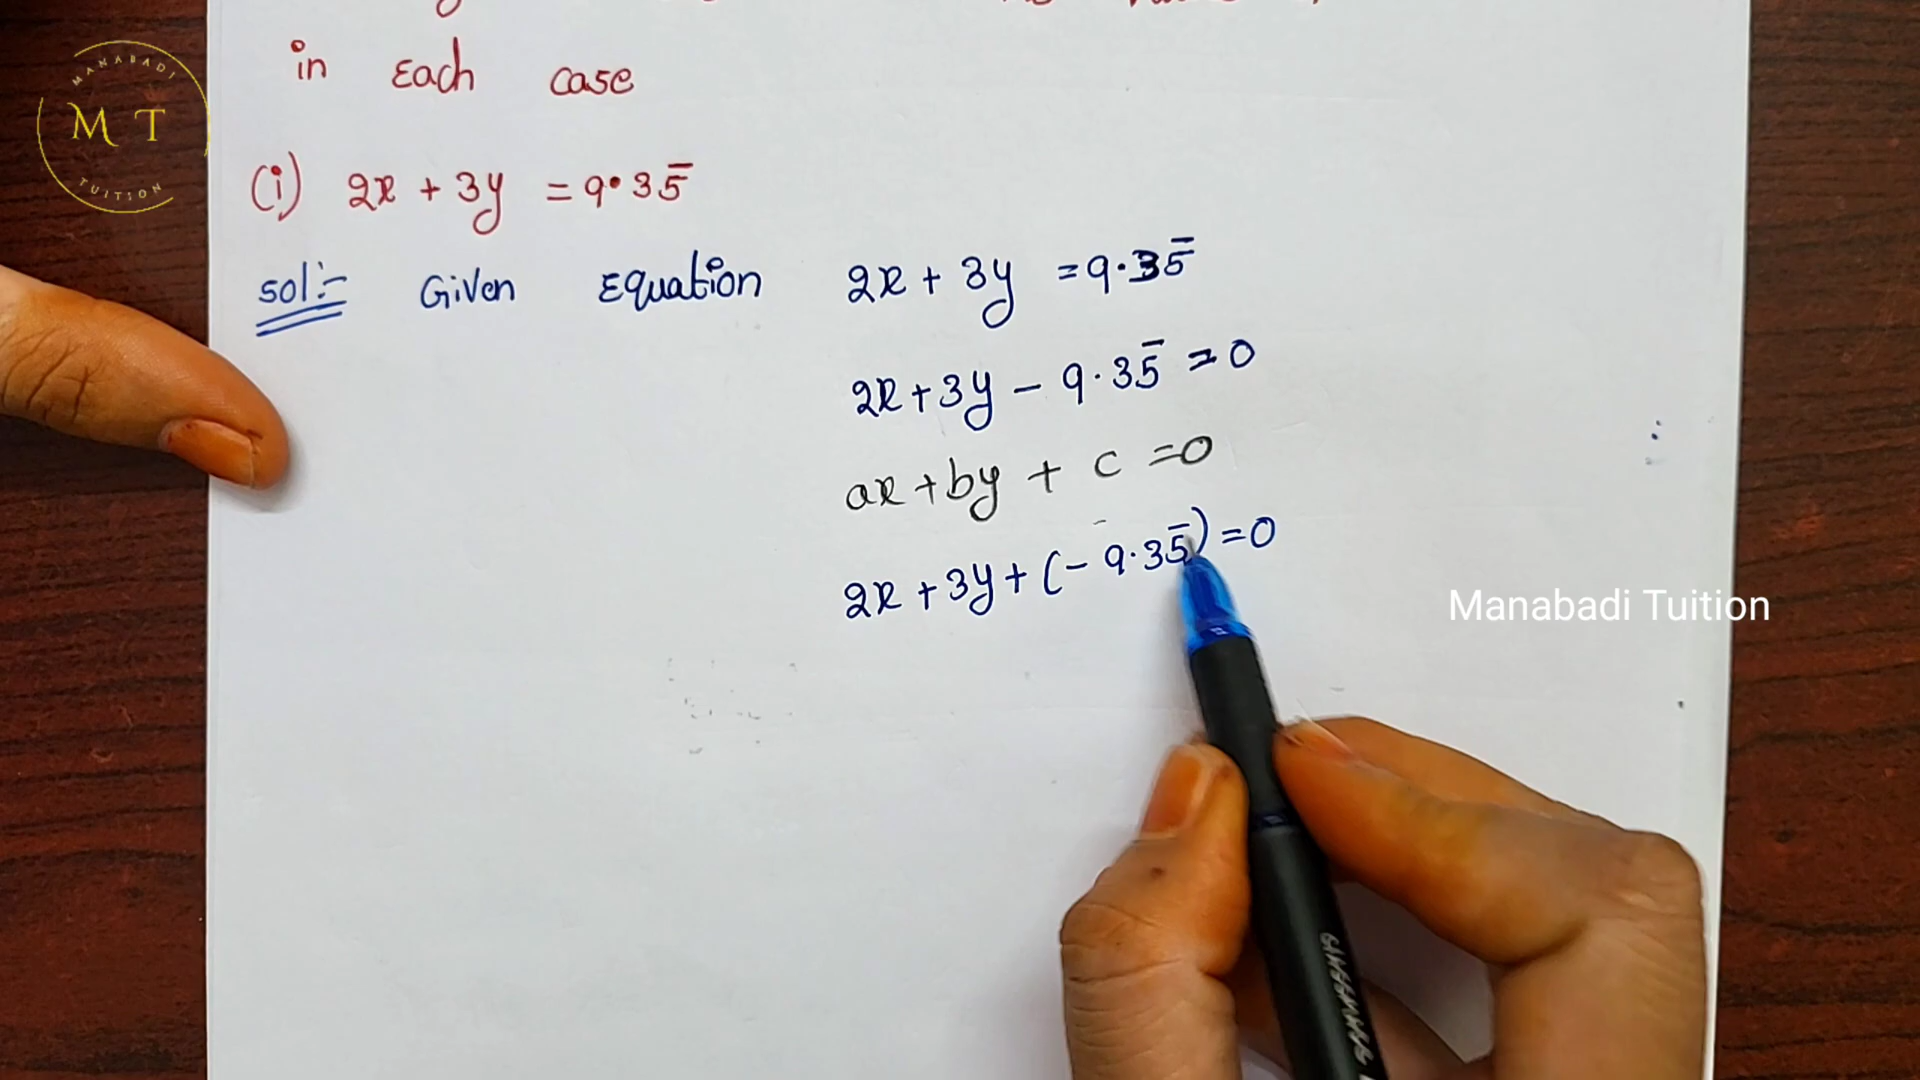 in Each case
MANABADI
M T
TUITION
(i) 2x + 3y = 9.35̅
Sol:- Given Equation 2x + 3y = 9.35̅
2x + 3y - 9.35̅ = 0
ax + by + c = 0
2x + 3y + (- 9.35̅) = 0
Manabadi Tuition